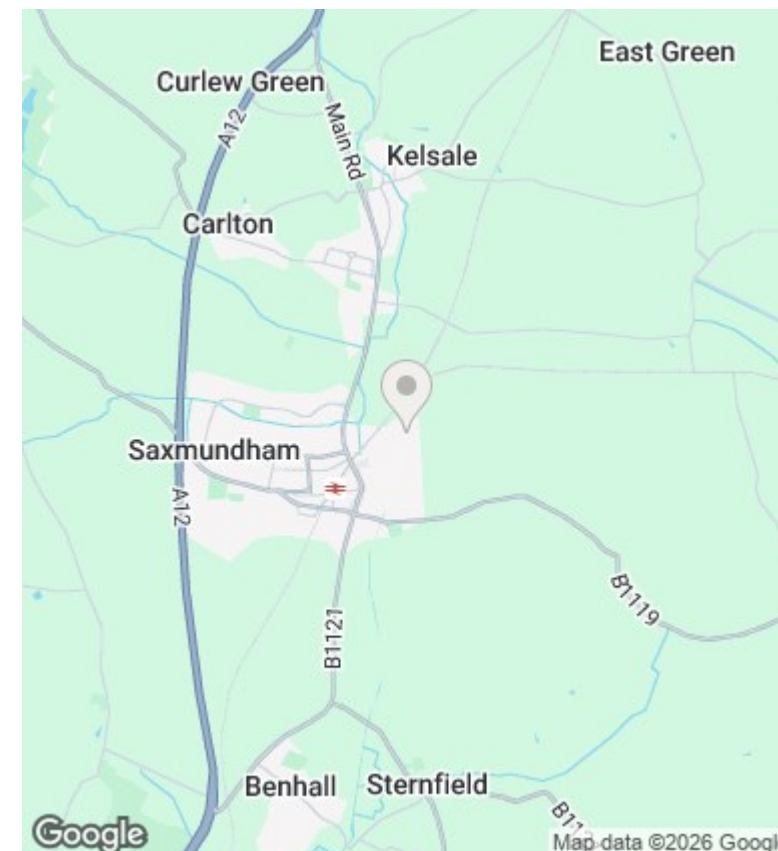 East Green
Curlew Green
A12
Main Rd
Kelsale
Carlton
Saxmundham
A12
B1119
B1121
Benhall
Sternfield
Google
Map data ©2026 Googl